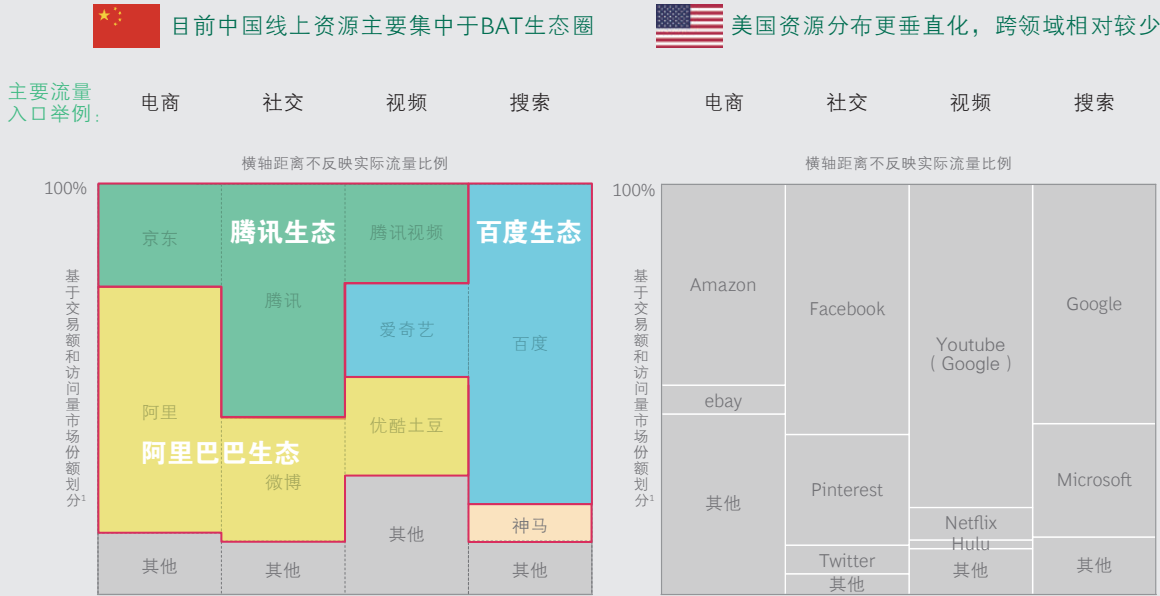 目前中国线上资源主要集中于BAT生态圈
主要流量
入口举例：
电商
社交
视频
搜索
横轴距离不反映实际流量比例
100%
基于交易额和访问量市场份额划分1
京东
腾讯生态
腾讯视频
百度生态
腾讯
爱奇艺
百度
阿里
优酷土豆
阿里巴巴生态
微博
神马
其他
其他
其他
其他
美国资源分布更垂直化，跨领域相对较少
电商
社交
视频
搜索
横轴距离不反映实际流量比例
100%
基于交易额和访问量市场份额划分1
Amazon
Facebook
Google
Youtube
( Google )
ebay
Pinterest
Microsoft
其他
Netflix
Hulu
Twitter
其他
其他
其他